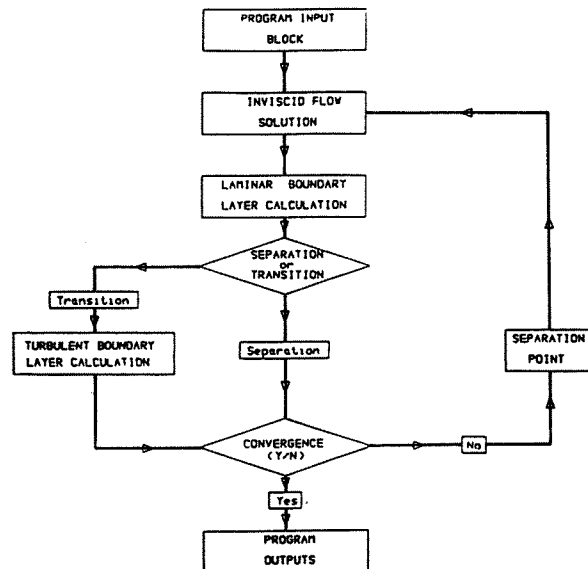 PROGRAM INPUT
BLOCK
INVISCID FLOW
SOLUTION
LAMINAR BOUNDARY
LAYER CALCULATION
SEPARATION
or
TRANSITION
Transition
TURBULENT BOUNDARY
LAYER CALCULATION
Separation
SEPARATION
POINT
CONVERGENCE
(Y/N)
No
Yes
PROGRAM
OUTPUTS